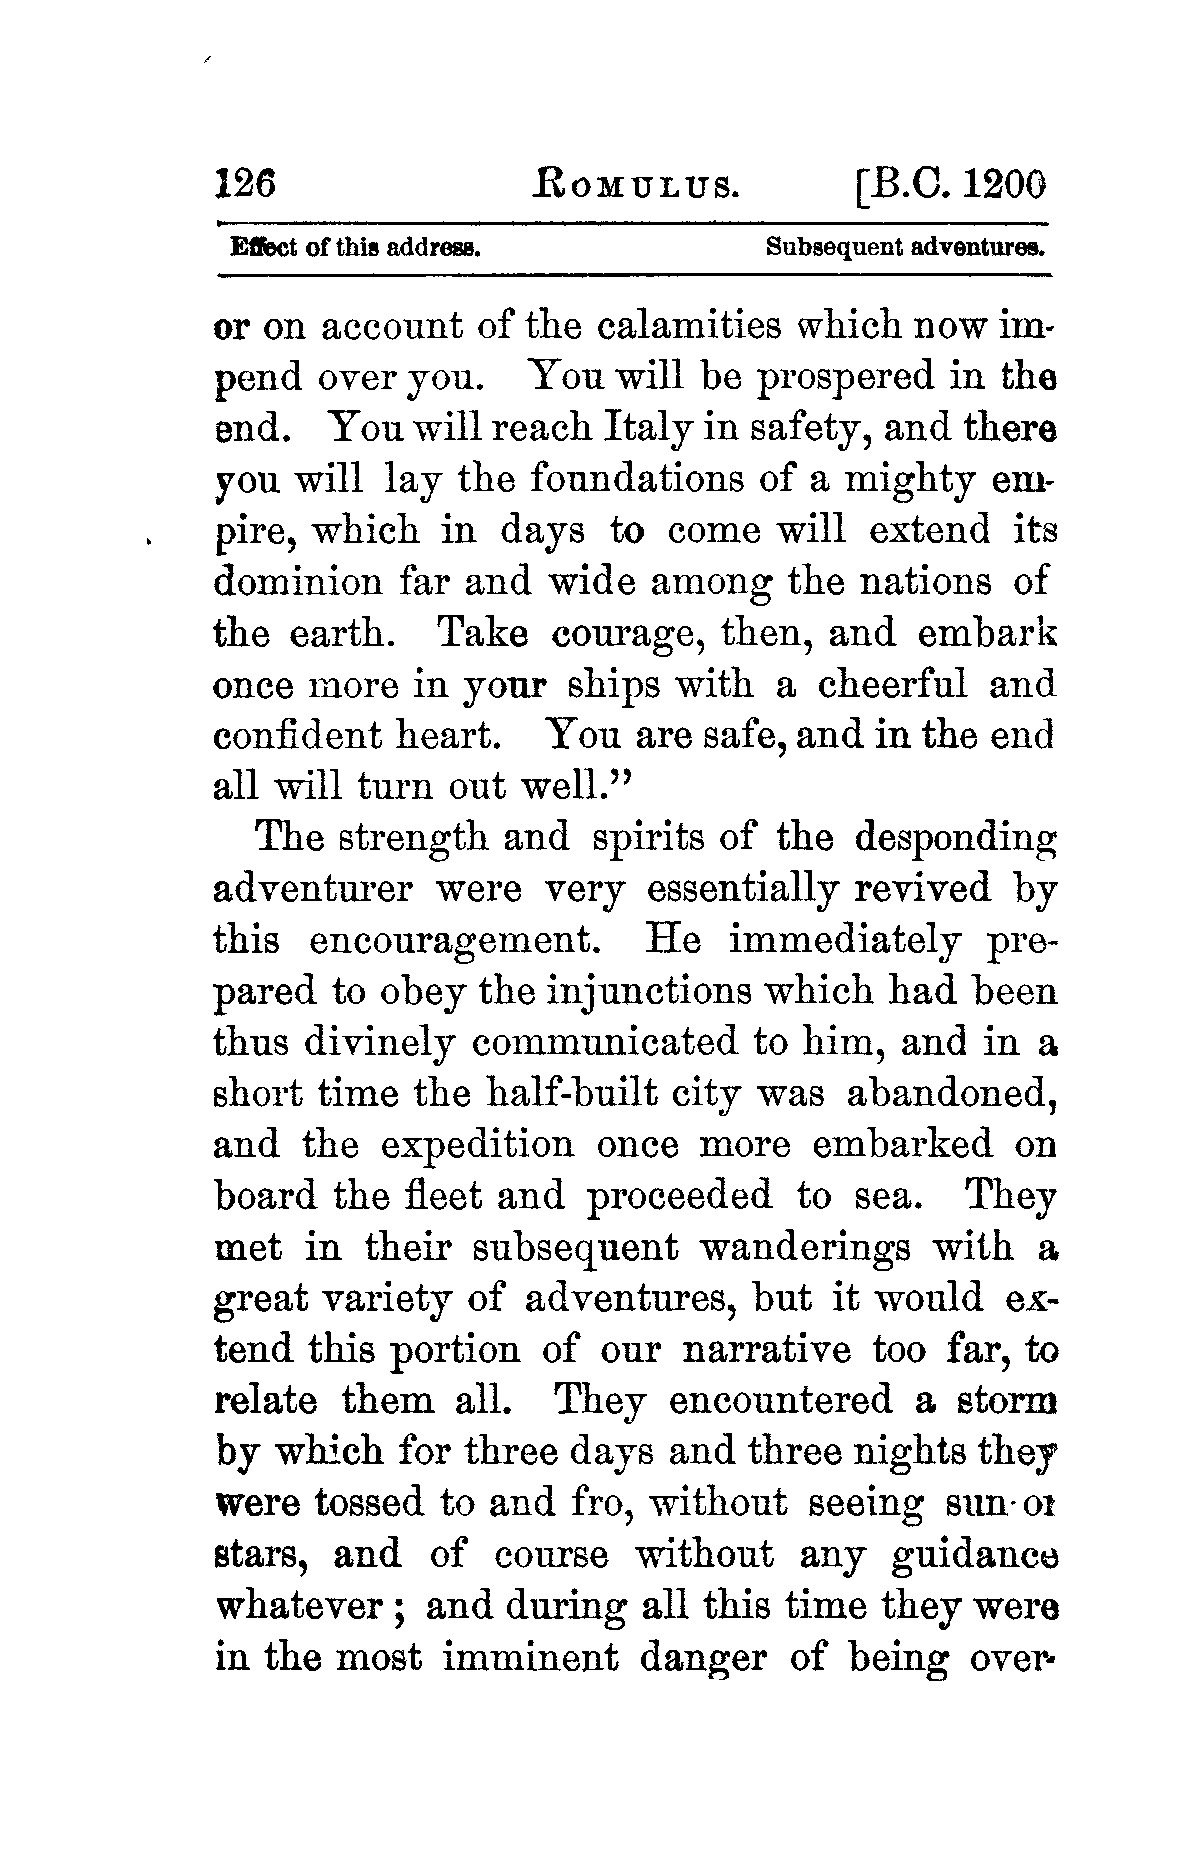 126 ROMULUS. [B.C. 1200
Effect of this address. Subsequent adventures.
or on account of the calamities which now im-
pend over you. You will be prospered in the
end. You will reach Italy in safety, and there
you will lay the foundations of a mighty em-
pire, which in days to come will extend its
dominion far and wide among the nations of
the earth. Take courage, then, and embark
once more in your ships with a cheerful and
confident heart. You are safe, and in the end
all will turn out well."
The strength and spirits of the desponding
adventurer were very essentially revived by
this encouragement. He immediately pre-
pared to obey the injunctions which had been
thus divinely communicated to him, and in a
short time the half-built city was abandoned,
and the expedition once more embarked on
board the fleet and proceeded to sea. They
met in their subsequent wanderings with a
great variety of adventures, but it would ex-
tend this portion of our narrative too far, to
relate them all. They encountered a storm
by which for three days and three nights they
were tossed to and fro, without seeing sun or
stars, and of course without any guidance
whatever; and during all this time they were
in the most imminent danger of being over-